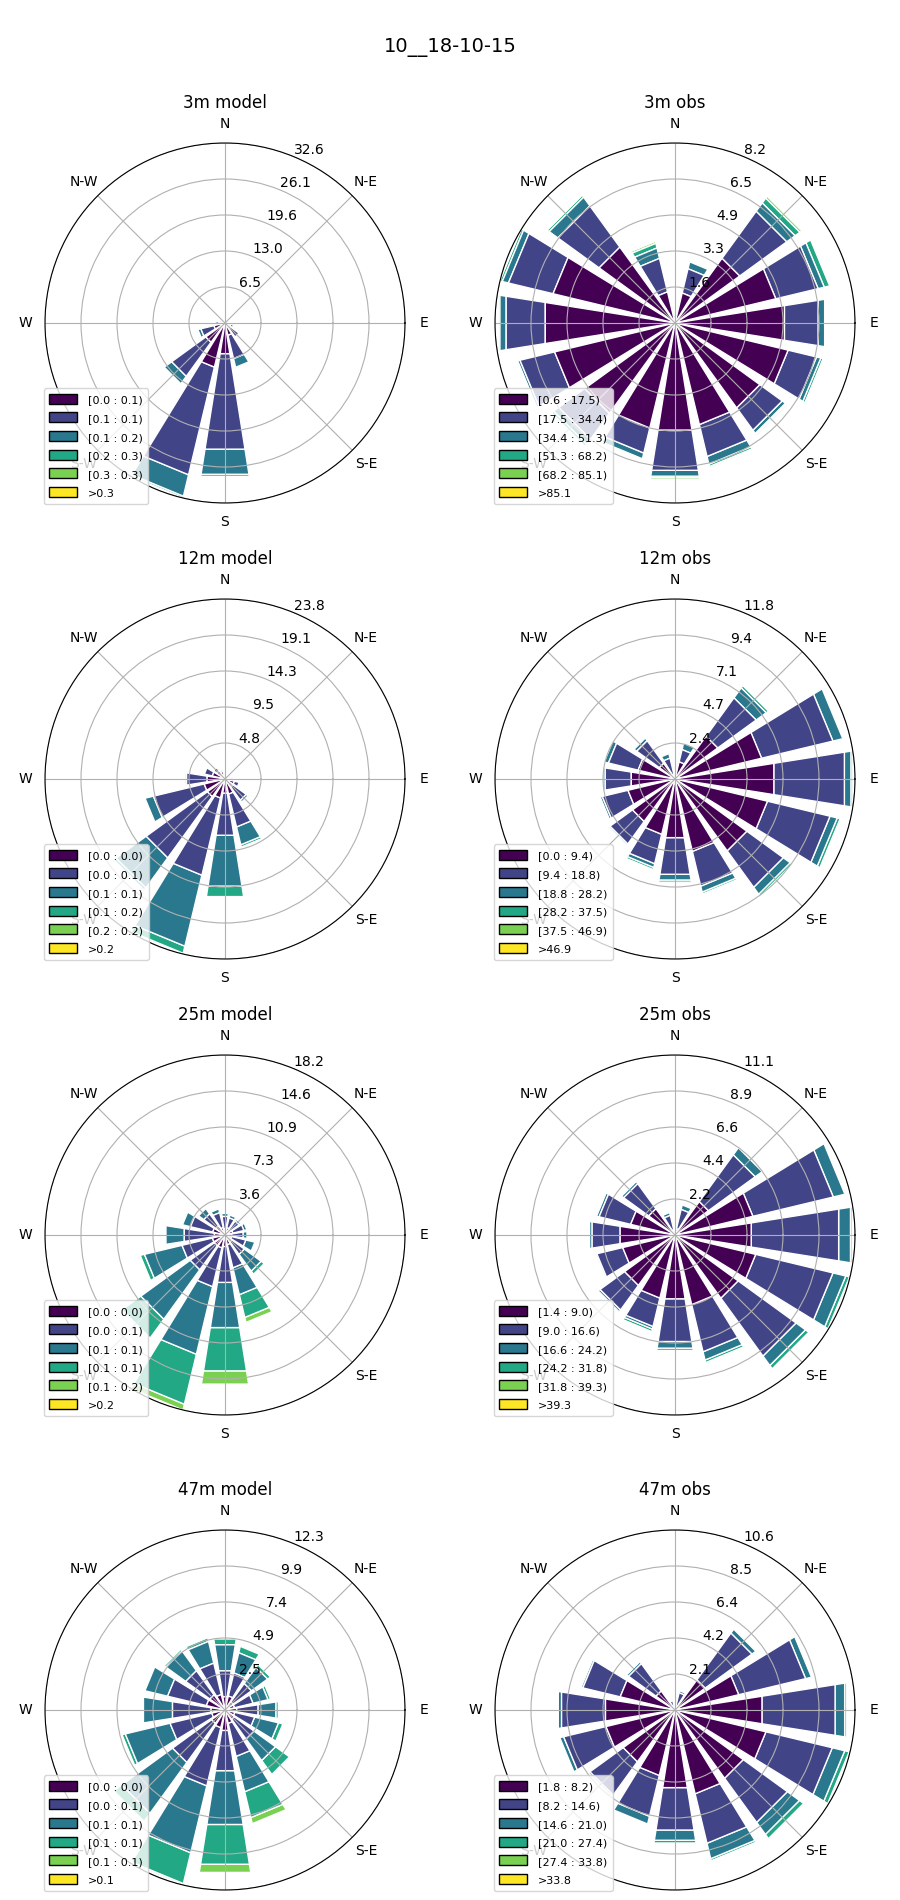 10__18-10-15
3m model
N
N-E
E
S-E
S
W
N-W
32.6
26.1
19.6
13.0
6.5
[0.0 : 0.1)
[0.1 : 0.1)
[0.1 : 0.2)
[0.2 : 0.3)
[0.3 : 0.3)
>0.3
S-W
3m obs
N
N-E
E
S-E
S
W
N-W
8.2
6.5
4.9
3.3
1.6
[0.6 : 17.5)
[17.5 : 34.4)
[34.4 : 51.3)
[51.3 : 68.2)
[68.2 : 85.1)
>85.1
S-W
12m model
N
N-E
E
S-E
S
W
N-W
23.8
19.1
14.3
9.5
4.8
[0.0 : 0.0)
[0.0 : 0.1)
[0.1 : 0.1)
[0.1 : 0.2)
[0.2 : 0.2)
>0.2
S-W
12m obs
N
N-E
E
S-E
S
W
N-W
11.8
9.4
7.1
4.7
2.4
[0.0 : 9.4)
[9.4 : 18.8)
[18.8 : 28.2)
[28.2 : 37.5)
[37.5 : 46.9)
>46.9
S-W
25m model
N
N-E
E
S-E
S
W
N-W
18.2
14.6
10.9
7.3
3.6
[0.0 : 0.0)
[0.0 : 0.1)
[0.1 : 0.1)
[0.1 : 0.1)
[0.1 : 0.2)
>0.2
S-W
25m obs
N
N-E
E
S-E
S
W
N-W
11.1
8.9
6.6
4.4
2.2
[1.4 : 9.0)
[9.0 : 16.6)
[16.6 : 24.2)
[24.2 : 31.8)
[31.8 : 39.3)
>39.3
S-W
47m model
N
N-E
E
S-E
W
N-W
12.3
9.9
7.4
4.9
2.5
[0.0 : 0.0)
[0.0 : 0.1)
[0.1 : 0.1)
[0.1 : 0.1)
[0.1 : 0.1)
>0.1
S-W
47m obs
N
N-E
E
S-E
W
N-W
10.6
8.5
6.4
4.2
2.1
[1.8 : 8.2)
[8.2 : 14.6)
[14.6 : 21.0)
[21.0 : 27.4)
[27.4 : 33.8)
>33.8
S-W